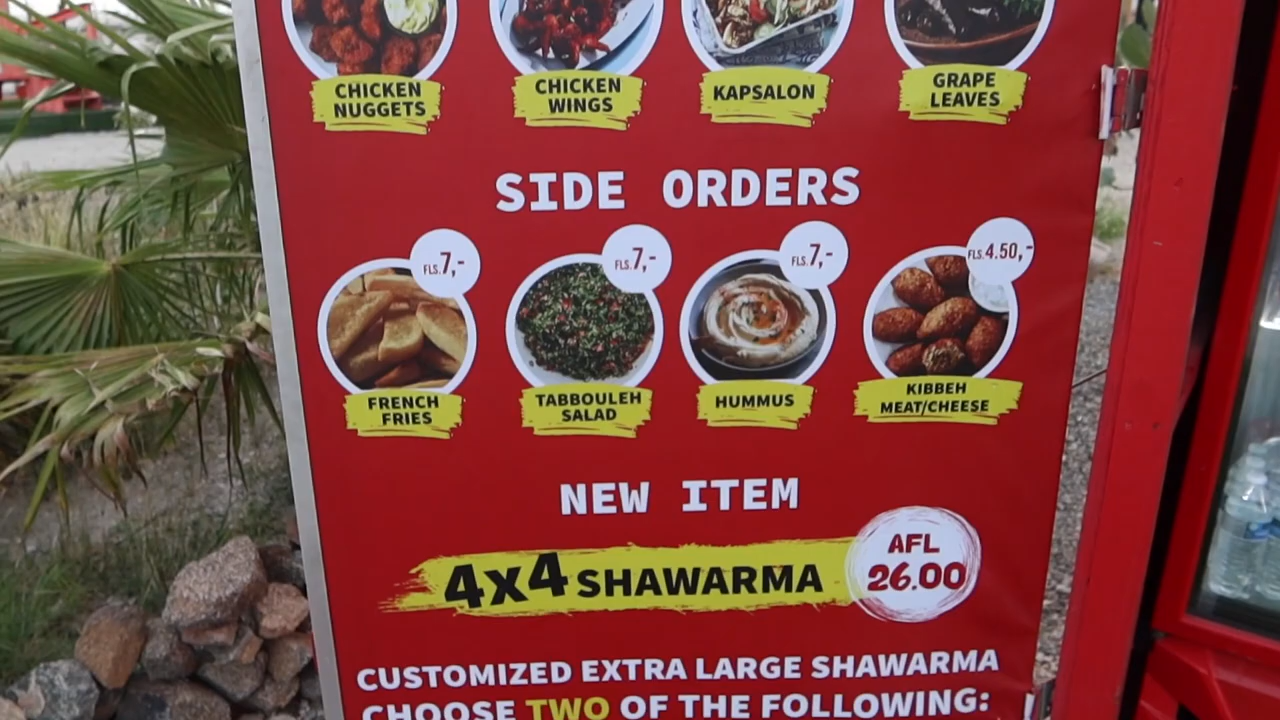 CHICKEN
NUGGETS
CHICKEN
WINGS
KAPSALON
GRAPE
LEAVES
SIDE ORDERS
FLS.7,-
FLS.7,-
FLS.7,-
FLS.4.50,-
FRENCH
FRIES
TABBOULEH
SALAD
HUMMUS
KIBBEH
MEAT/CHEESE
NEW ITEM
4x4 SHAWARMA
AFL
26.00
CUSTOMIZED EXTRA LARGE SHAWARMA
CHOOSE TWO OF THE FOLLOWING: